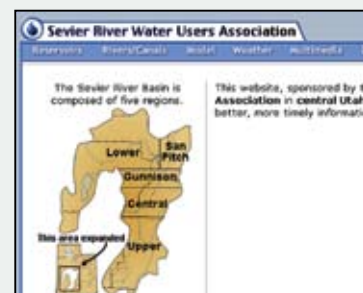 Sevier River Water Users Association
Reservoirs Rivers/Canals Model Weather Multimedia
The Sevier River Basin is
composed of five regions.
This website, sponsored by
Association in central Utah
better, more timely informatio
Lower
San
Pitch
Gunnison
Central
This area expanded
Upper